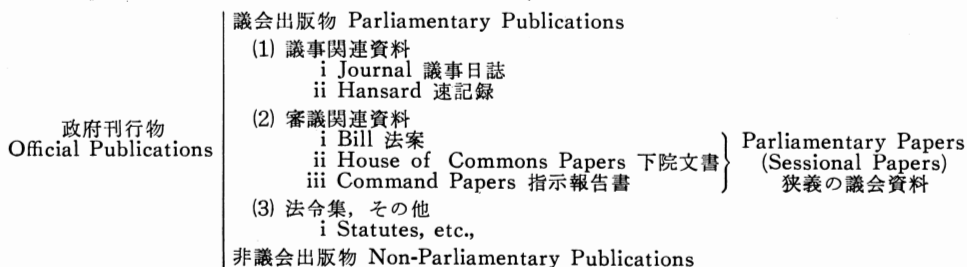 議会出版物 Parliamentary Publications
(1) 議事関連資料
i Journal 議事日誌
ii Hansard 速記録
政府刊行物
Official Publications
(2) 審議関連資料
i Bill 法案
ii House of Commons Papers 下院文書
iii Command Papers 指示報告書
Parliamentary Papers
(Sessional Papers)
狭義の議会資料
(3) 法令集，その他
i Statutes, etc.,
非議会出版物 Non-Parliamentary Publications